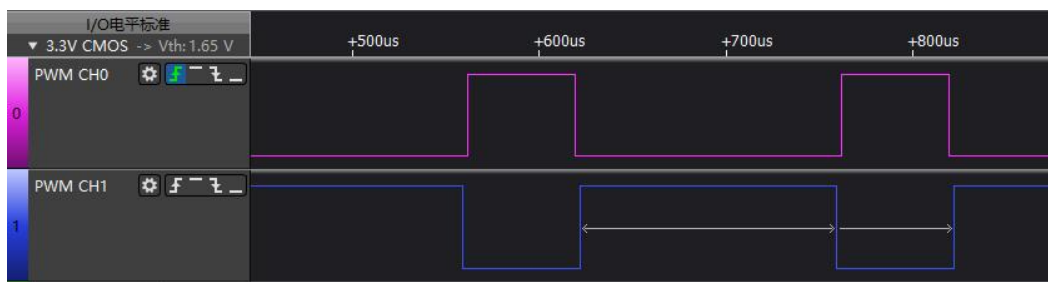 I/O电平标准
▼ 3.3V CMOS -> Vth: 1.65 V
+500us +600us +700us +800us
PWM CH0
0
PWM CH1
1